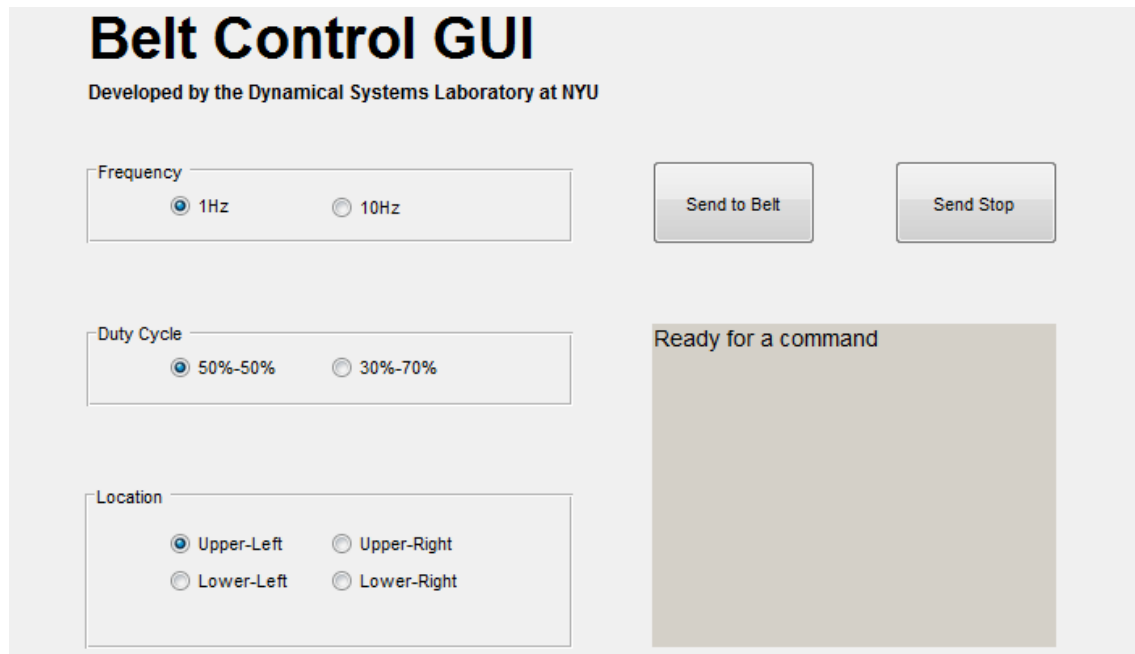 Belt Control GUI
Developed by the Dynamical Systems Laboratory at NYU
Frequency
1Hz 10Hz
Send to Belt Send Stop
Duty Cycle
50%-50% 30%-70%
Ready for a command
Location
Upper-Left Upper-Right
Lower-Left Lower-Right